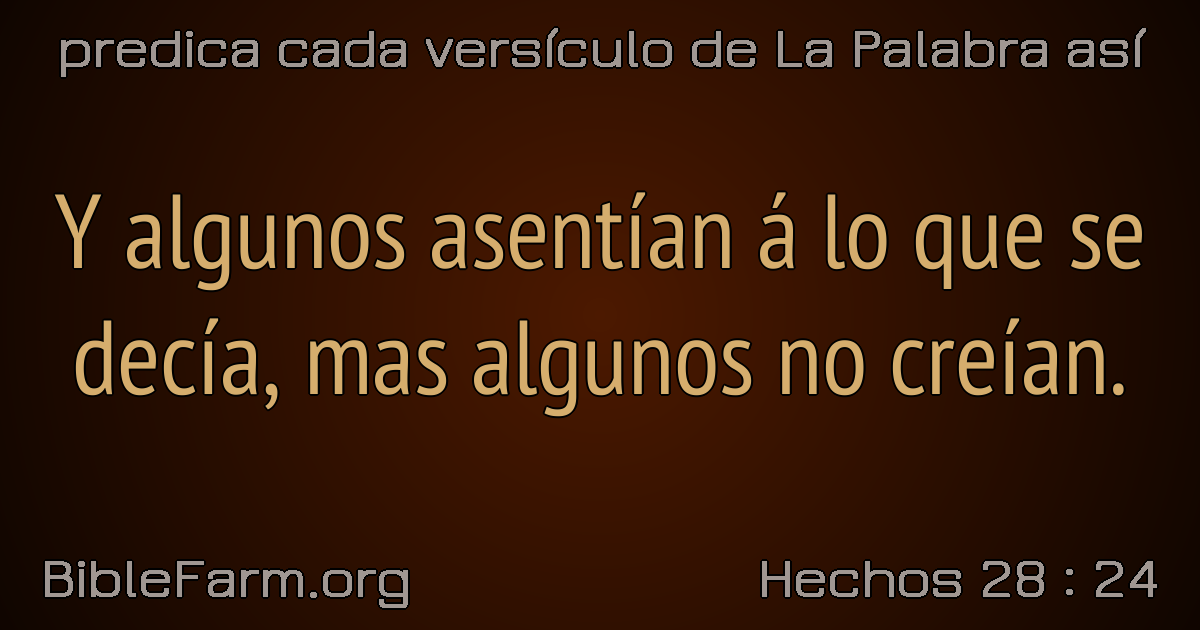 predica cada versículo de La Palabra así
Y algunos asentían á lo que se
decía, mas algunos no creían.
BibleFarm.org
Hechos 28 : 24